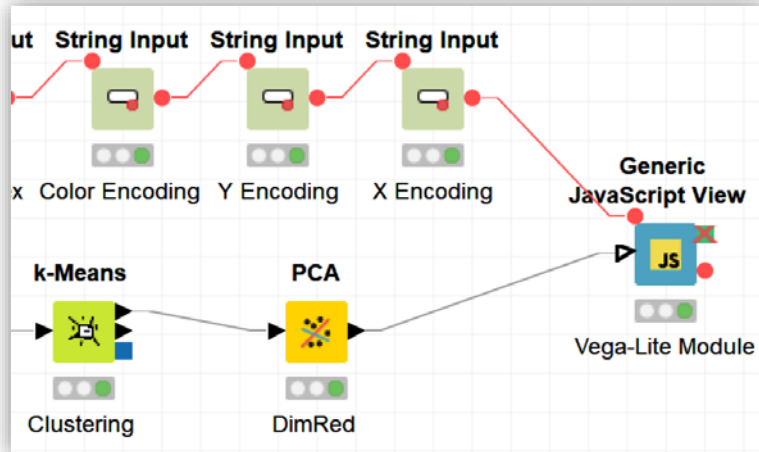 ut
String Input
String Input
String Input
x
Color Encoding
Y Encoding
X Encoding
Generic
JavaScript View
JS
Vega-Lite Module
k-Means
PCA
Clustering
DimRed